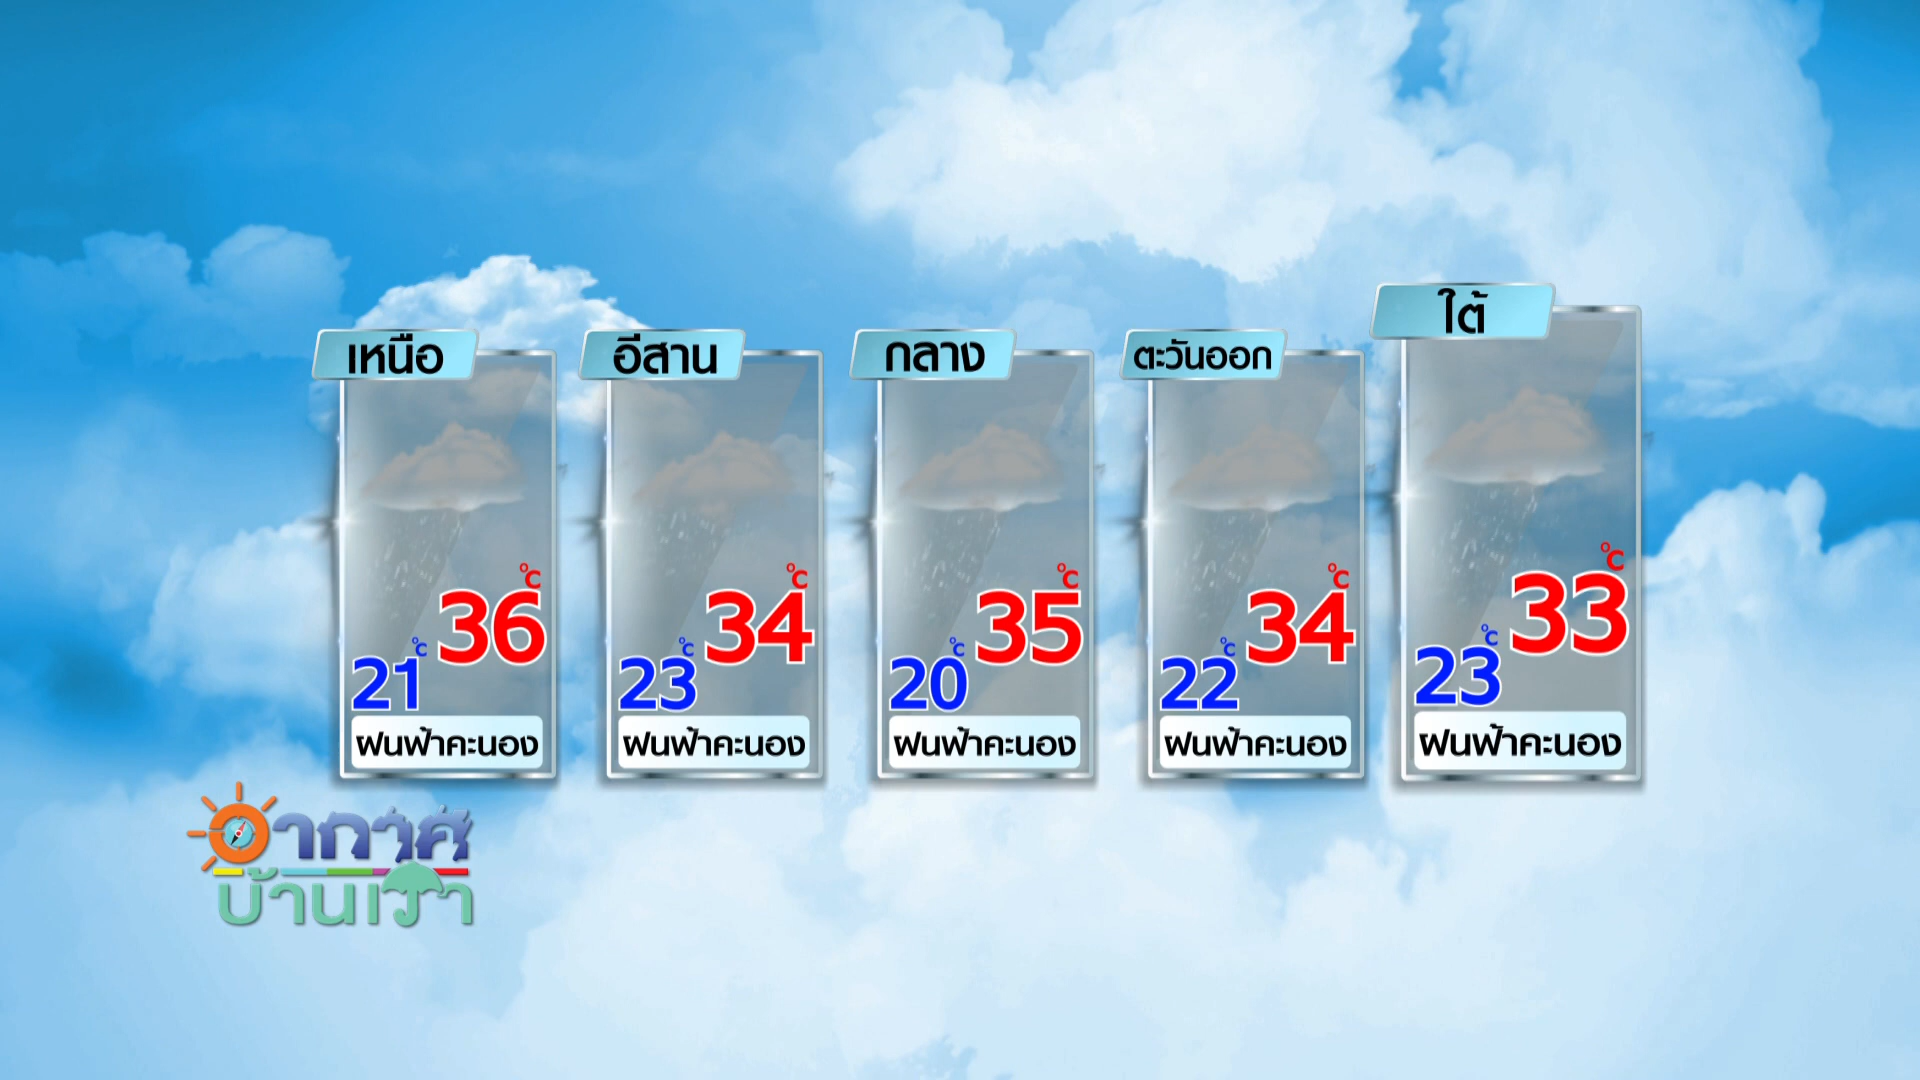 เหนือ
36 °c
21 °c
ฝนฟ้าคะนอง
อีสาน
34 °c
23 °c
ฝนฟ้าคะนอง
กลาง
35 °c
20 °c
ฝนฟ้าคะนอง
ตะวันออก
34 °c
22 °c
ฝนฟ้าคะนอง
ใต้
33 °c
23 °c
ฝนฟ้าคะนอง
อากาศ
บ้านเรา